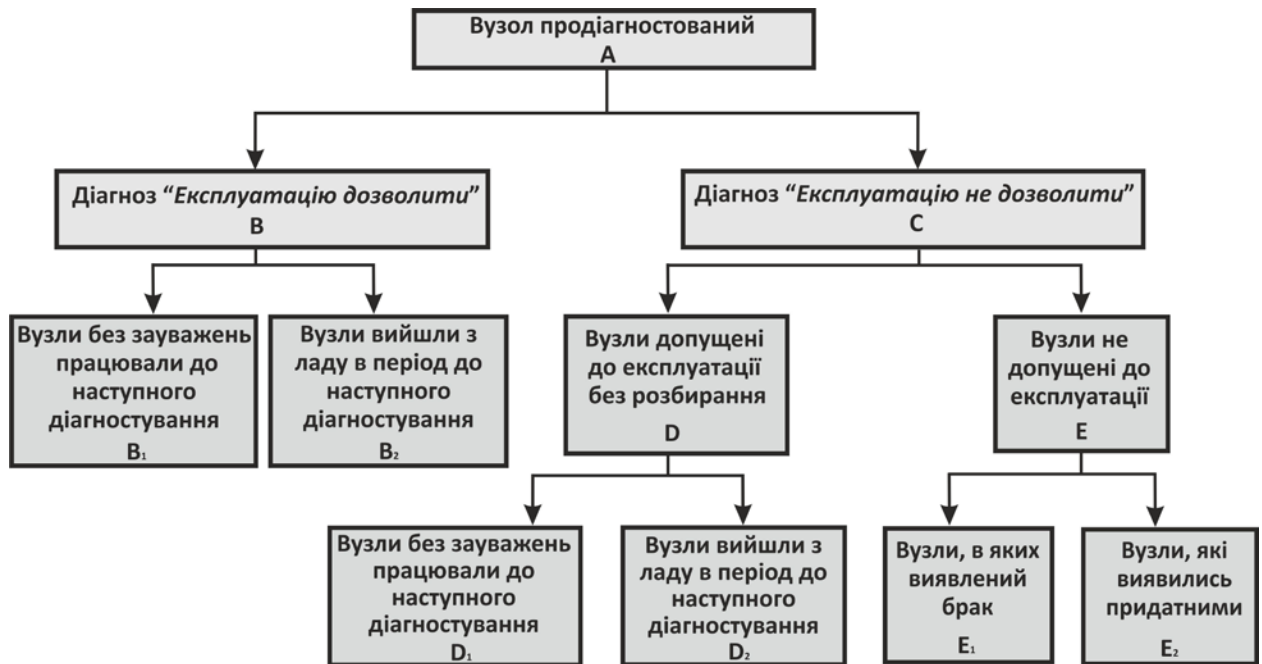 Вузол продіагностований
A
Діагноз “Експлуатацію дозволити”
B
Діагноз “Експлуатацію не дозволити”
C
Вузли без зауважень
працювали до
наступного
діагностування
B₁
Вузли вийшли з
ладу в період до
наступного
діагностування
B₂
Вузли допущені
до експлуатації
без розбирання
D
Вузли не
допущені до
експлуатації
E
Вузли без зауважень
працювали до
наступного
діагностування
D₁
Вузли вийшли з
ладу в період до
наступного
діагностування
D₂
Вузли, в яких
виявлений
брак
E₁
Вузли, які
виявились
придатними
E₂